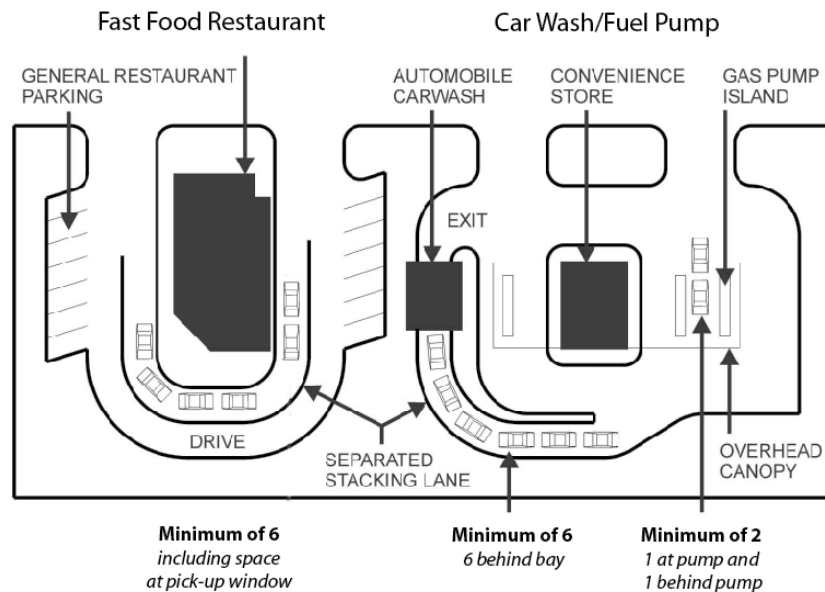 Fast Food Restaurant
Car Wash/Fuel Pump
GENERAL RESTAURANT
PARKING
AUTOMOBILE
CARWASH
CONVENIENCE
STORE
GAS PUMP
ISLAND
EXIT
DRIVE
SEPARATED
STACKING LANE
OVERHEAD
CANOPY
Minimum of 6
including space
at pick-up window
Minimum of 6
6 behind bay
Minimum of 2
1 at pump and
1 behind pump